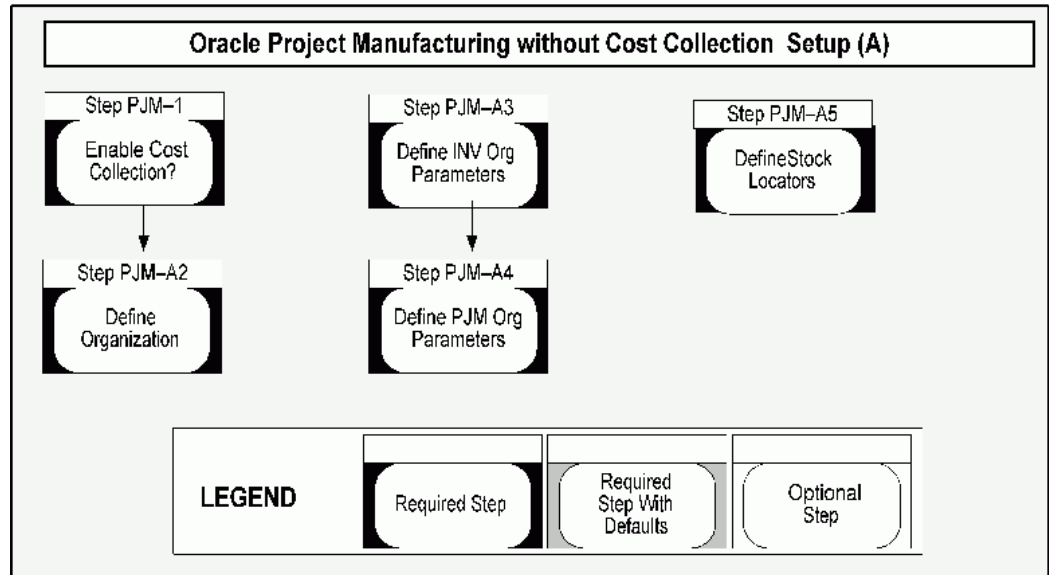 Oracle Project Manufacturing without Cost Collection Setup (A)
Step PJM–1
Enable Cost
Collection?
Step PJM–A2
Define
Organization
Step PJM–A3
Define INV Org
Parameters
Step PJM–A4
Define PJM Org
Parameters
Step PJM–A5
DefineStock
Locators
LEGEND
Required Step
Required
Step With
Defaults
Optional
Step